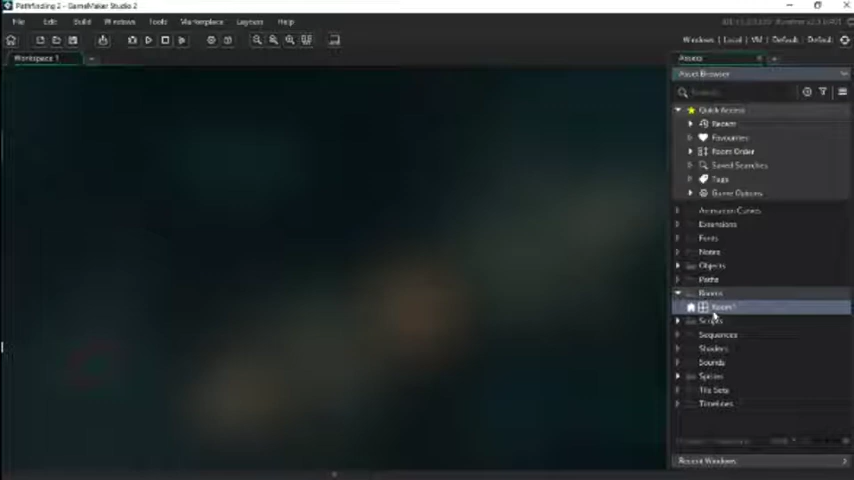 Pathfinding 2 - GameMaker Studio 2
File Edit Build Windows Tools Marketplace Layouts Help
Windows | Local | VM | Default | Default
Workspace 1
Assets
Asset Browser
Search
Quick Access
Recent
Favourites
Room Order
Saved Searches
Tags
Game Options
Animation Curves
Extensions
Fonts
Notes
Objects
Paths
Rooms
Room1
Scripts
Sequences
Shaders
Sounds
Sprites
Tile Sets
Timelines
Recent Windows